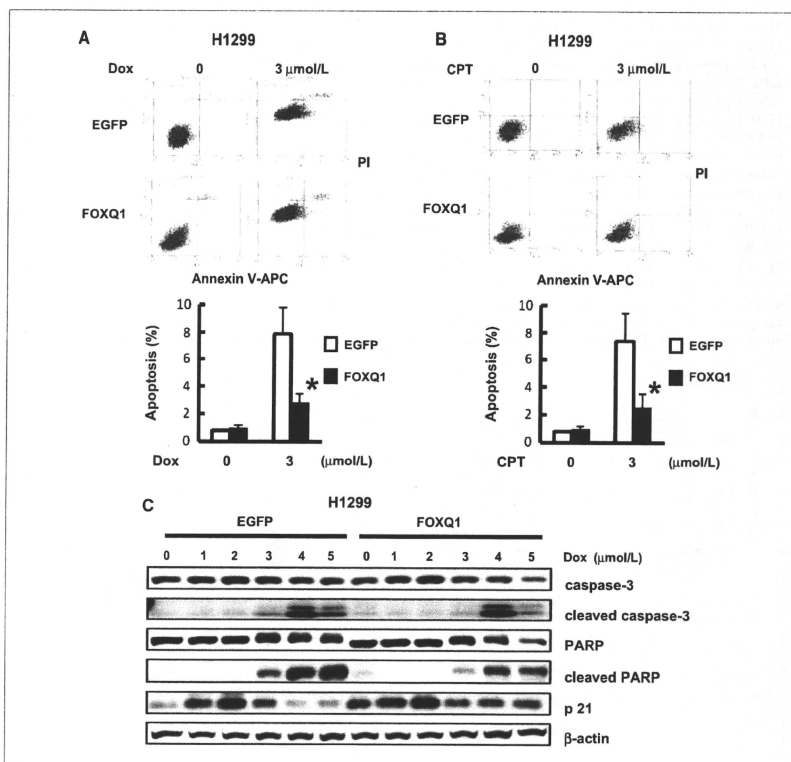 A
H1299
Dox 0 3 μmol/L
EGFP
PI
FOXQ1
Annexin V-APC
10
8
6
4
2
0
Apoptosis (%)
EGFP
FOXQ1
*
Dox 0 3 (μmol/L)
B
H1299
CPT 0 3 μmol/L
EGFP
PI
FOXQ1
Annexin V-APC
10
8
6
4
2
0
Apoptosis (%)
EGFP
FOXQ1
*
CPT 0 3 (μmol/L)
C
H1299
EGFP FOXQ1
0 1 2 3 4 5 0 1 2 3 4 5 Dox (μmol/L)
caspase-3
cleaved caspase-3
PARP
cleaved PARP
p 21
β-actin